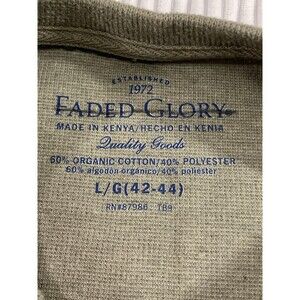 ESTABLISHED
1972
FADED GLORY
MADE IN KENYA/HECHO EN KENIA
Quality Goods
60% ORGANIC COTTON/40% POLYESTER
60% algodon organico/40% poliester
L/G(42-44)
RN#87986 TB9